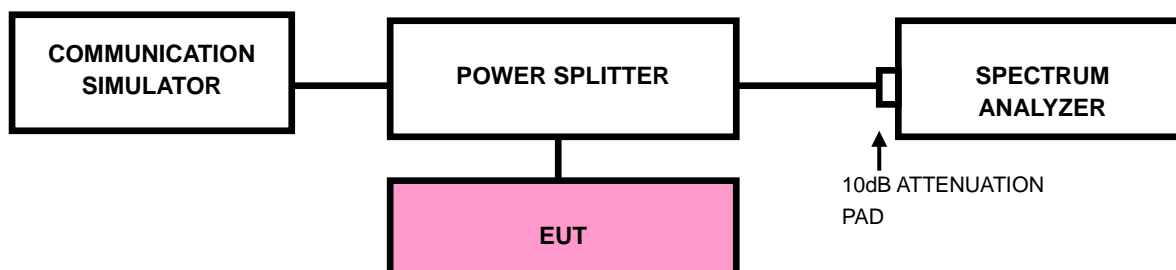 COMMUNICATION
SIMULATOR
POWER SPLITTER
SPECTRUM
ANALYZER
10dB ATTENUATION
PAD
EUT